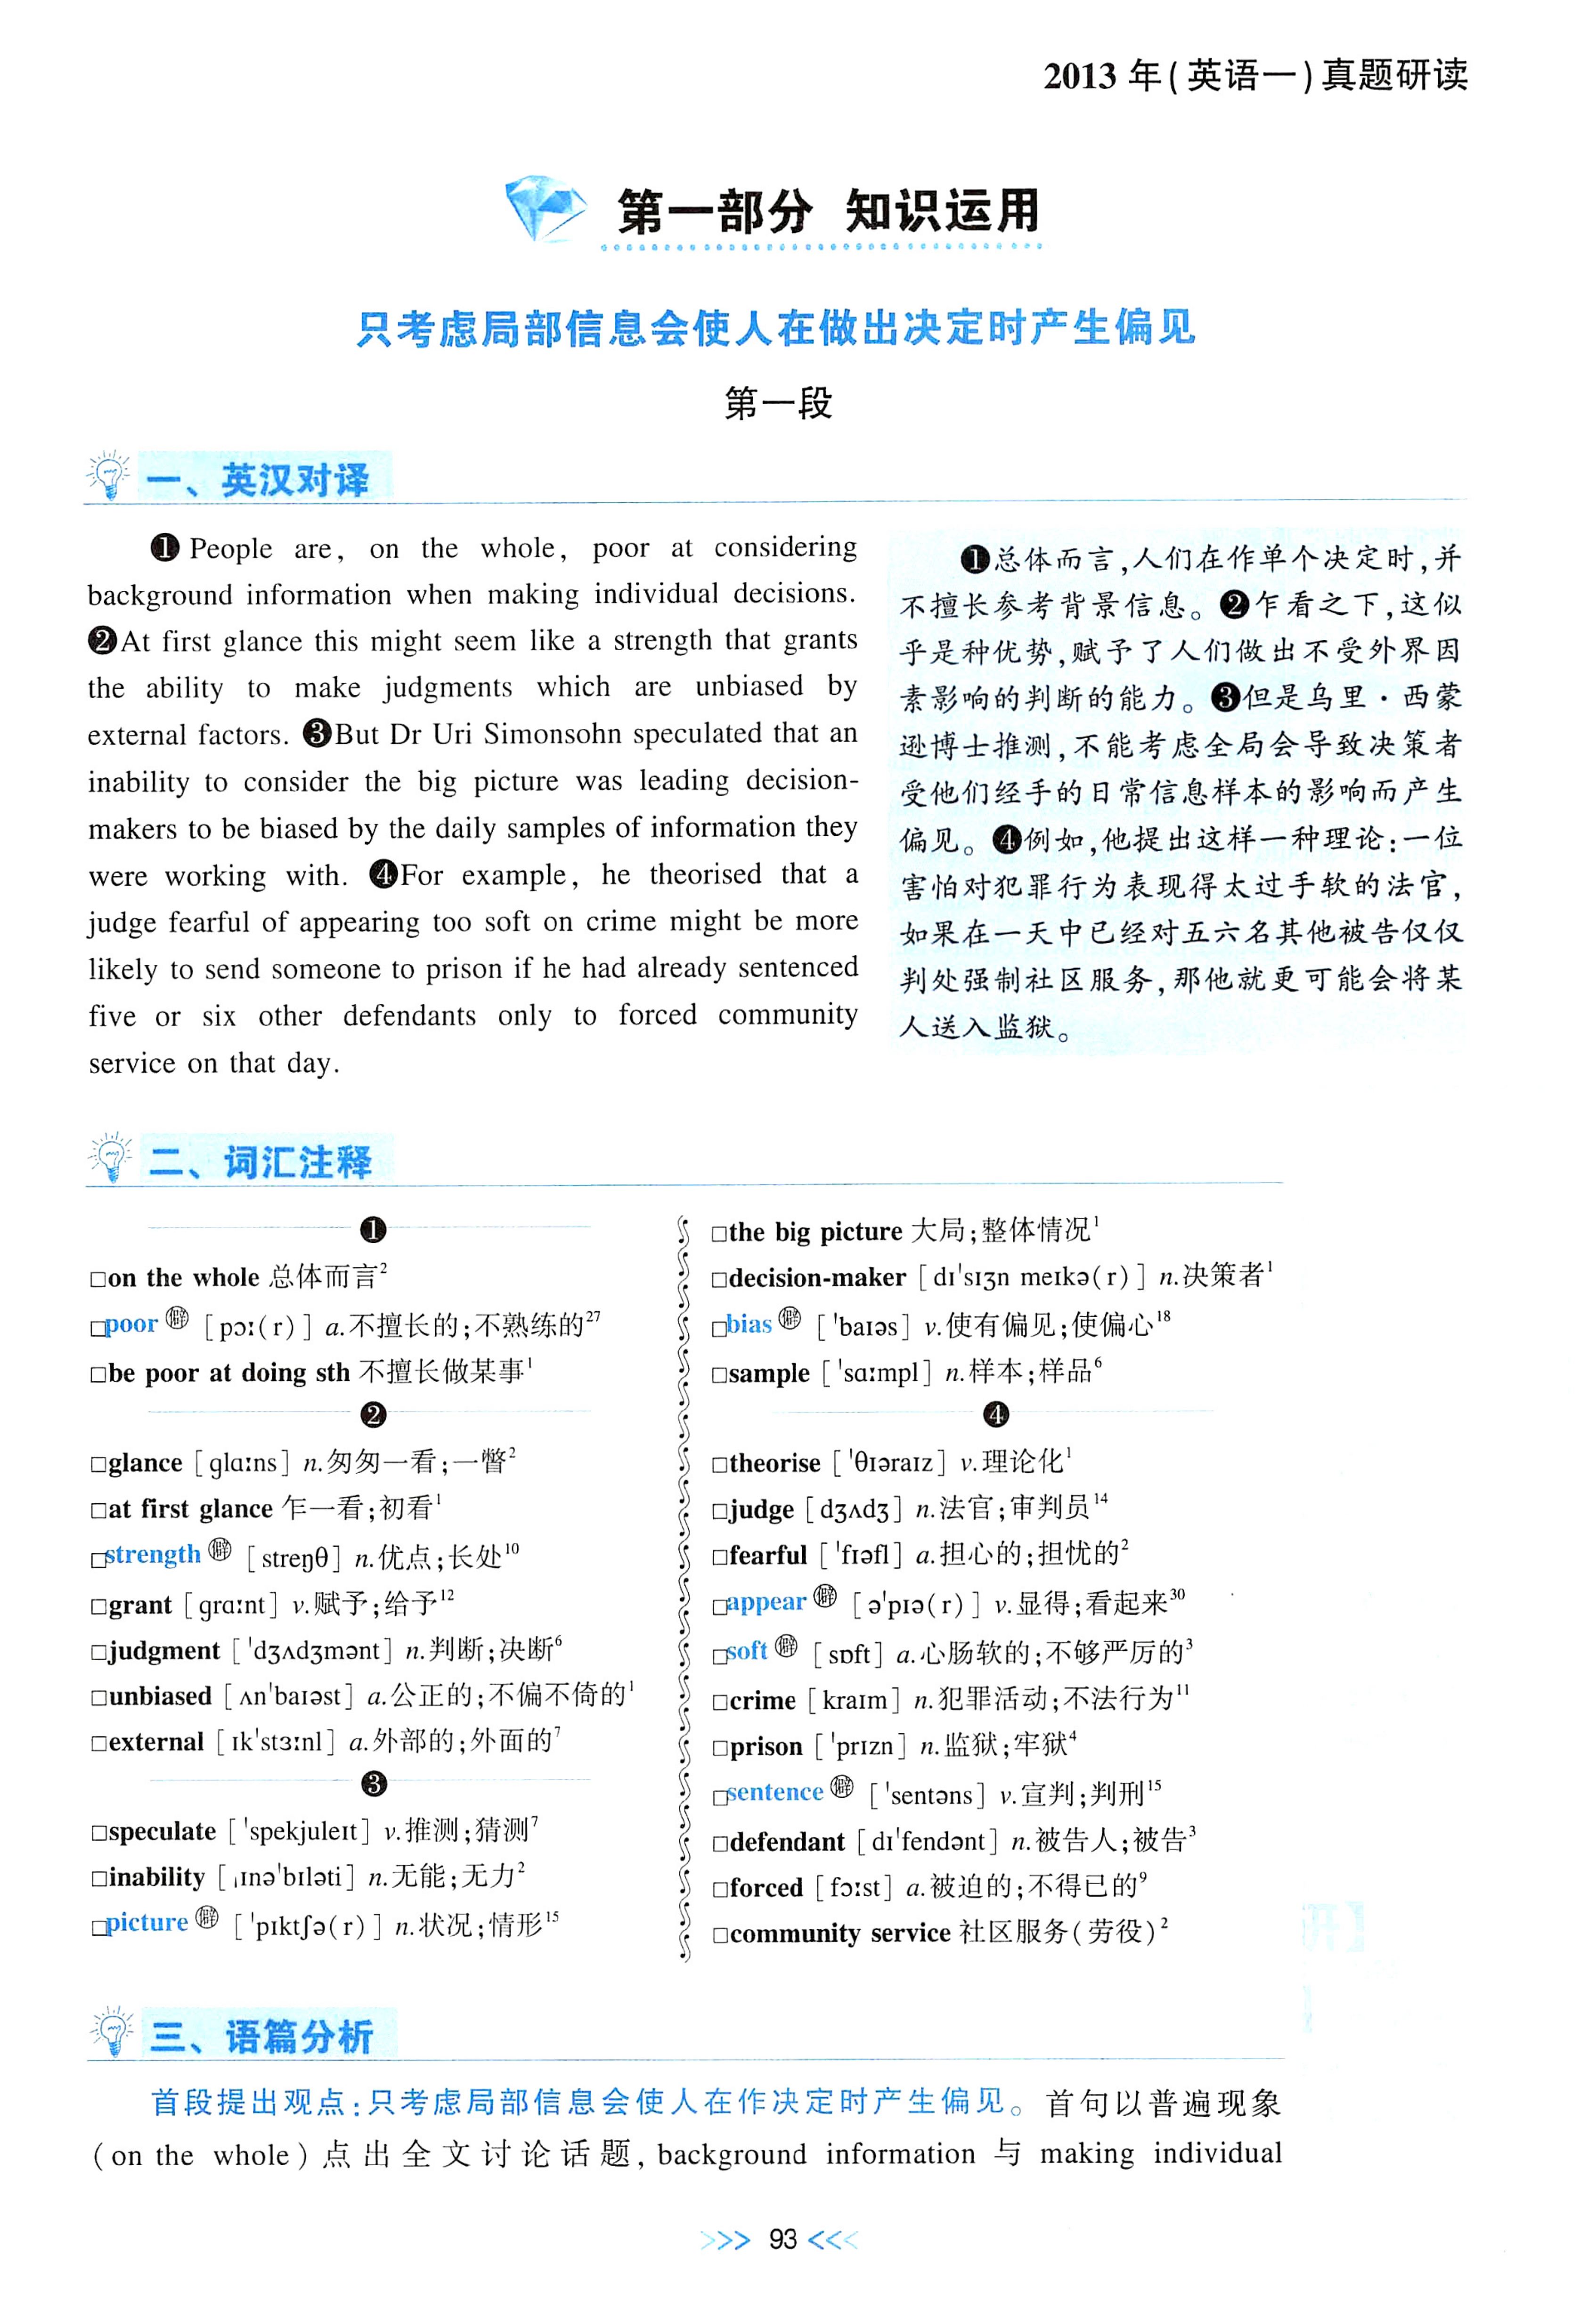 2013 年(英语一)真题研读
第一部分 知识运用
只考虑局部信息会使人在做出决定时产生偏见
第一段
一、英汉对译
❶ People are, on the whole, poor at considering
background information when making individual decisions.
❷At first glance this might seem like a strength that grants
the ability to make judgments which are unbiased by
external factors. ❸But Dr Uri Simonsohn speculated that an
inability to consider the big picture was leading decision-
makers to be biased by the daily samples of information they
were working with. ❹For example, he theorised that a
judge fearful of appearing too soft on crime might be more
likely to send someone to prison if he had already sentenced
five or six other defendants only to forced community
service on that day.
❶总体而言,人们在作单个决定时,并
不擅长参考背景信息。❷乍看之下,这似
乎是种优势,赋予了人们做出不受外界因
素影响的判断的能力。❸但是乌里·西蒙
逊博士推测,不能考虑全局会导致决策者
受他们经手的日常信息样本的影响而产生
偏见。❹例如,他提出这样一种理论:一位
害怕对犯罪行为表现得太过手软的法官,
如果在一天中已经对五六名其他被告仅仅
判处强制社区服务,那他就更可能会将某
人送入监狱。
二、词汇注释
❶
□on the whole 总体而言²
□poor 僻 [pɔː(r)] a.不擅长的;不熟练的²⁷
□be poor at doing sth 不擅长做某事¹
❷
□glance [glɑːns] n.匆匆一看;一瞥²
□at first glance 乍一看;初看¹
□strength 僻 [streŋθ] n.优点;长处¹⁰
□grant [grɑːnt] v.赋予;给予¹²
□judgment [ˈdʒʌdʒmənt] n.判断;决断⁶
□unbiased [ʌnˈbaɪəst] a.公正的;不偏不倚的¹
□external [ɪkˈstɜːnl] a.外部的;外面的⁷
❸
□speculate [ˈspekjuleɪt] v.推测;猜测⁷
□inability [ˌɪnəˈbɪləti] n.无能;无力²
□picture 僻 [ˈpɪktʃə(r)] n.状况;情形¹⁵
□the big picture 大局;整体情况¹
□decision-maker [dɪˈsɪʒn meɪkə(r)] n.决策者¹
□bias 僻 [ˈbaɪəs] v.使有偏见;使偏心¹⁸
□sample [ˈsɑːmpl] n.样本;样品⁶
❹
□theorise [ˈθɪəraɪz] v.理论化¹
□judge [dʒʌdʒ] n.法官;审判员¹⁴
□fearful [ˈfɪəfl] a.担心的;担忧的²
□appear 僻 [əˈpɪə(r)] v.显得;看起来³⁰
□soft 僻 [sɒft] a.心肠软的;不够严厉的³
□crime [kraɪm] n.犯罪活动;不法行为¹¹
□prison [ˈprɪzn] n.监狱;牢狱⁴
□sentence 僻 [ˈsentəns] v.宣判;判刑¹⁵
□defendant [dɪˈfendənt] n.被告人;被告³
□forced [fɔːst] a.被迫的;不得已的⁹
□community service 社区服务(劳役)²
三、语篇分析
首段提出观点:只考虑局部信息会使人在作决定时产生偏见。首句以普遍现象
(on the whole)点出全文讨论话题,background information 与 making individual
>>> 93 <<<